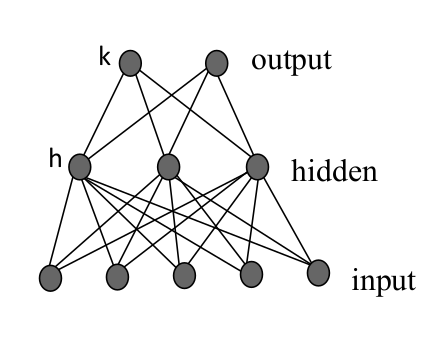 k output
h hidden
input